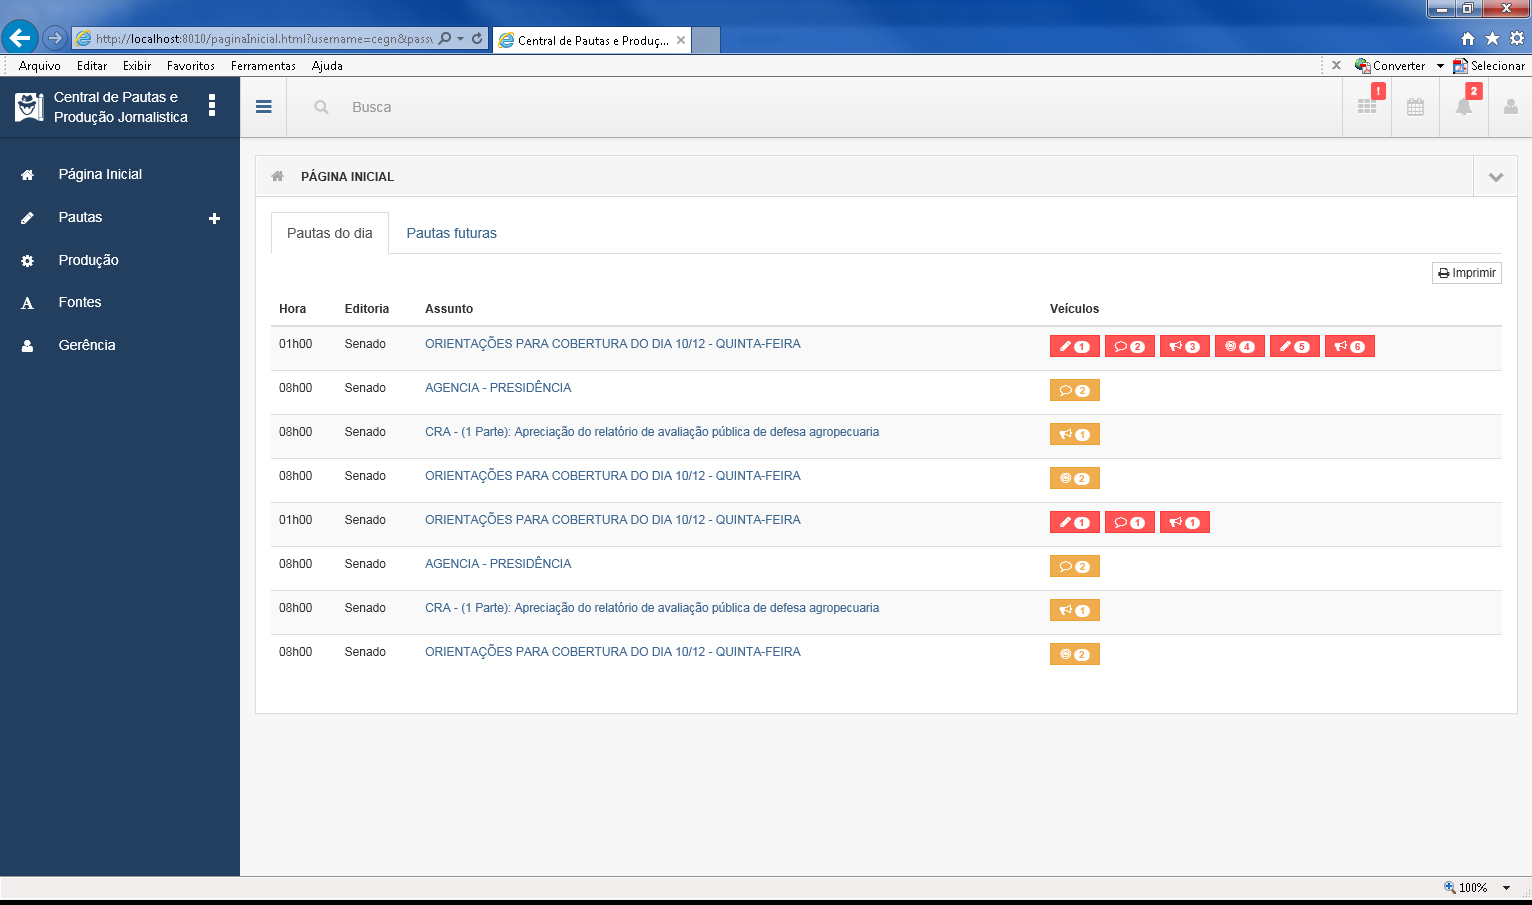 http://localhost:8010/paginaInicial.html?username=cegn&pass
Central de Pautas e Produç...
Arquivo Editar Exibir Favoritos Ferramentas Ajuda
Converter Selecionar
Central de Pautas e
Produção Jornalistica
Busca
!
2
Página Inicial
Pautas
Produção
Fontes
Gerência
PÁGINA INICIAL
Pautas do dia Pautas futuras
Imprimir
Hora Editoria Assunto Veículos
01h00 Senado ORIENTAÇÕES PARA COBERTURA DO DIA 10/12 - QUINTA-FEIRA 1 2 3 4 5 6
08h00 Senado AGENCIA - PRESIDÊNCIA 2
08h00 Senado CRA - (1 Parte): Apreciação do relatório de avaliação pública de defesa agropecuaria 1
08h00 Senado ORIENTAÇÕES PARA COBERTURA DO DIA 10/12 - QUINTA-FEIRA 2
01h00 Senado ORIENTAÇÕES PARA COBERTURA DO DIA 10/12 - QUINTA-FEIRA 1 1 1
08h00 Senado AGENCIA - PRESIDÊNCIA 2
08h00 Senado CRA - (1 Parte): Apreciação do relatório de avaliação pública de defesa agropecuaria 1
08h00 Senado ORIENTAÇÕES PARA COBERTURA DO DIA 10/12 - QUINTA-FEIRA 2
100%